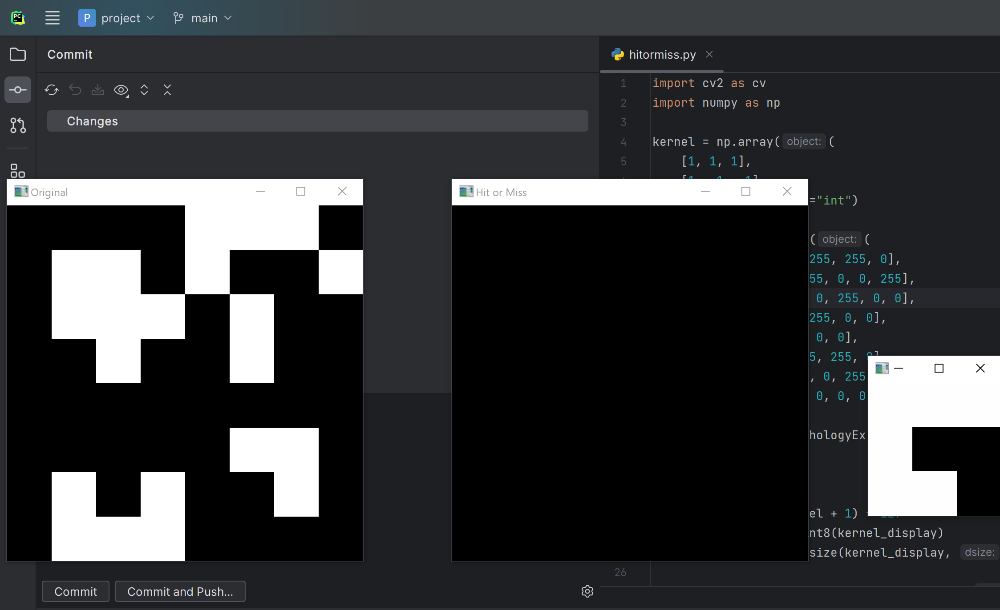 PC
P project main
Commit
hitormiss.py
Changes
1 import cv2 as cv
2 import numpy as np
3
4 kernel = np.array( object: (
5 [1, 1, 1],
="int")
( object: (
255, 255, 0],
55, 0, 0, 255],
0, 255, 0, 0],
255, 0, 0],
0, 0],
5, 255,
, 0, 255
0, 0, 0
hologyEx
el + 1)
nt8(kernel_display)
size(kernel_display, dsize:
26
Original
Hit or Miss
Commit Commit and Push...